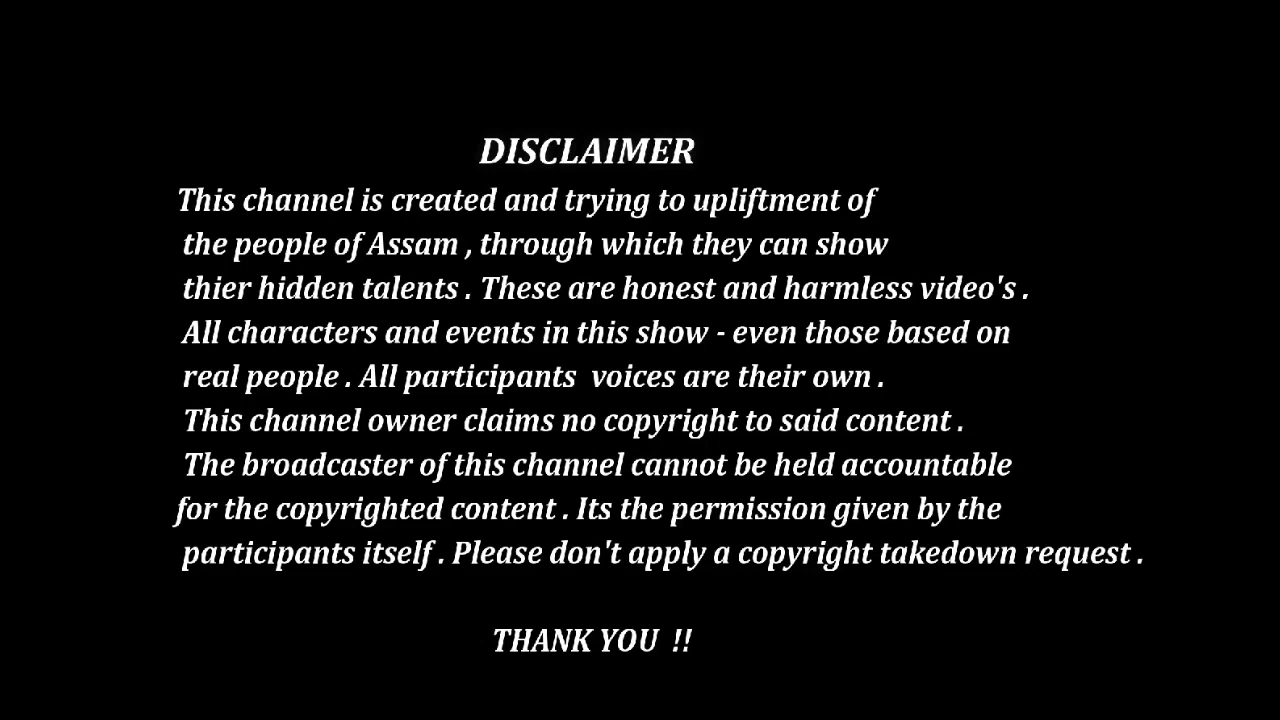 DISCLAIMER
This channel is created and trying to upliftment of
the people of Assam , through which they can show
thier hidden talents . These are honest and harmless video's .
All characters and events in this show - even those based on
real people . All participants voices are their own .
This channel owner claims no copyright to said content .
The broadcaster of this channel cannot be held accountable
for the copyrighted content . Its the permission given by the
participants itself . Please don't apply a copyright takedown request .
THANK YOU !!